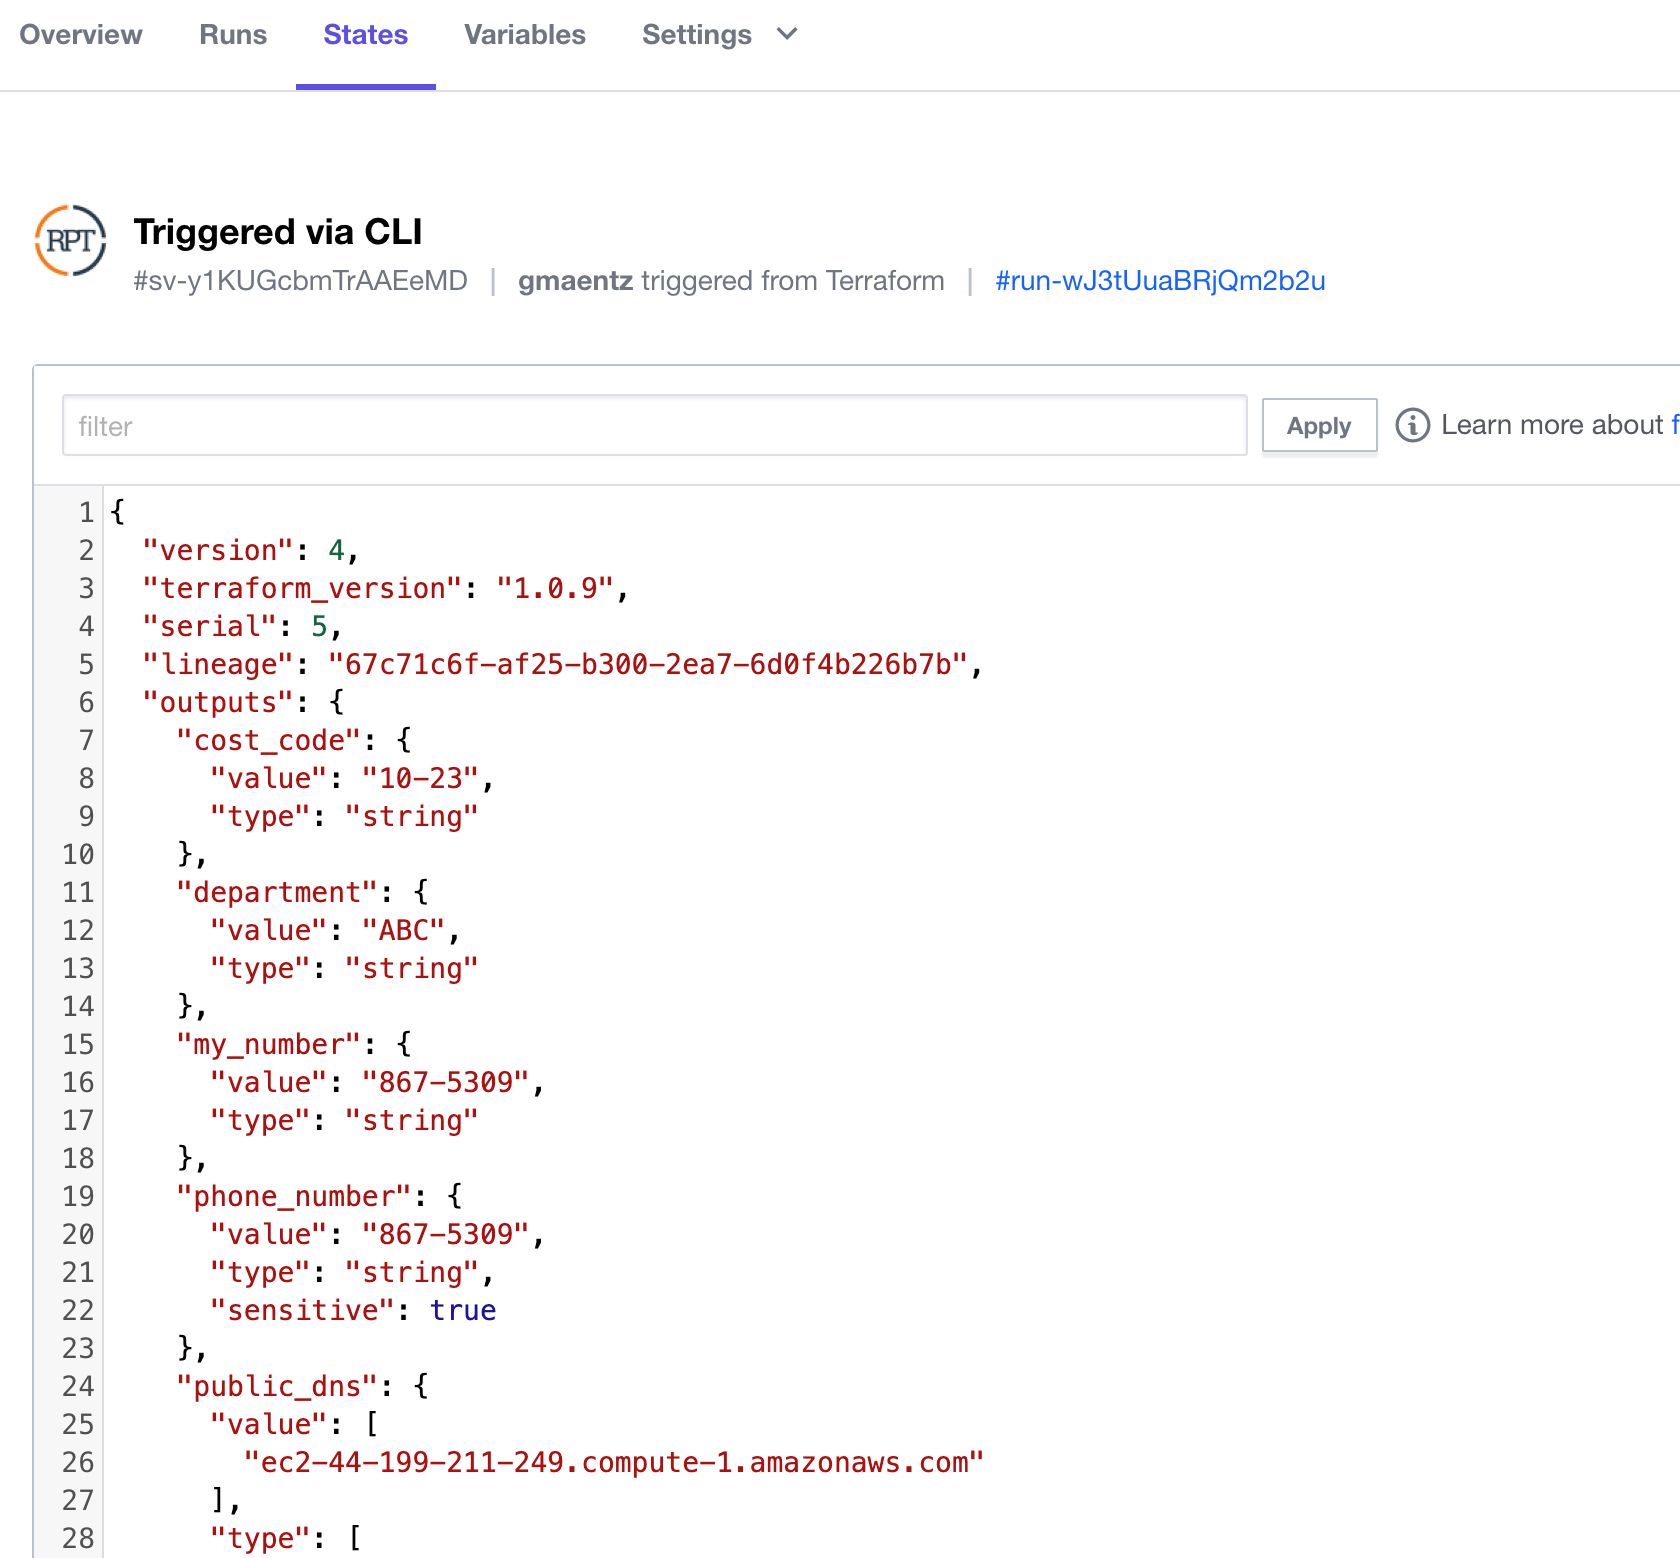 Overview Runs States Variables Settings
RPT
Triggered via CLI
#sv-y1KUGcbmTrAAEeMD | gmaentz triggered from Terraform | #run-wJ3tUuaBRjQm2b2u
filter Apply Learn more about f
1 {
2   "version": 4,
3   "terraform_version": "1.0.9",
4   "serial": 5,
5   "lineage": "67c71c6f-af25-b300-2ea7-6d0f4b226b7b",
6   "outputs": {
7     "cost_code": {
8       "value": "10-23",
9       "type": "string"
10     },
11     "department": {
12       "value": "ABC",
13       "type": "string"
14     },
15     "my_number": {
16       "value": "867-5309",
17       "type": "string"
18     },
19     "phone_number": {
20       "value": "867-5309",
21       "type": "string",
22       "sensitive": true
23     },
24     "public_dns": {
25       "value": [
26         "ec2-44-199-211-249.compute-1.amazonaws.com"
27       ],
28       "type": [